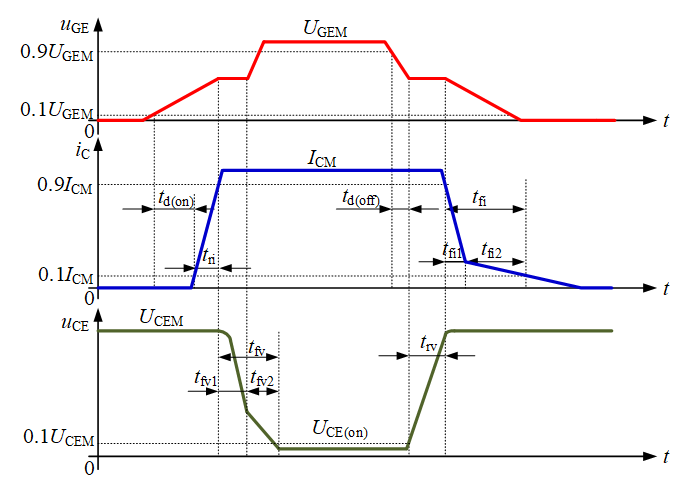 uGE
UGEM
0.9UGEM
0.1UGEM
0
t
iC
ICM
0.9ICM
td(on)
td(off)
tfi
tri
tfi1
tfi2
0.1ICM
0
t
uCE
UCEM
tfv
trv
tfv1
tfv2
0.1UCEM
UCE(on)
0
t